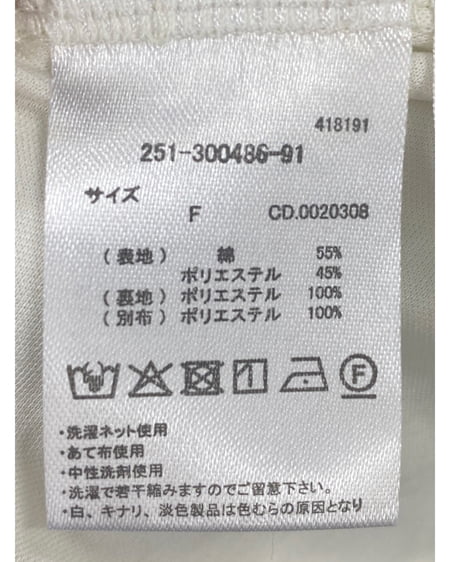 418191
251-300486-91
サイズ
F CD.0020308
(表地) 綿 55%
ポリエステル 45%
(裏地) ポリエステル 100%
(別布) ポリエステル 100%
・洗濯ネット使用
・あて布使用
・中性洗剤使用
・洗濯で若干縮みますのでご留意下さい。
・白、キナリ、淡色製品は色むらの原因となり